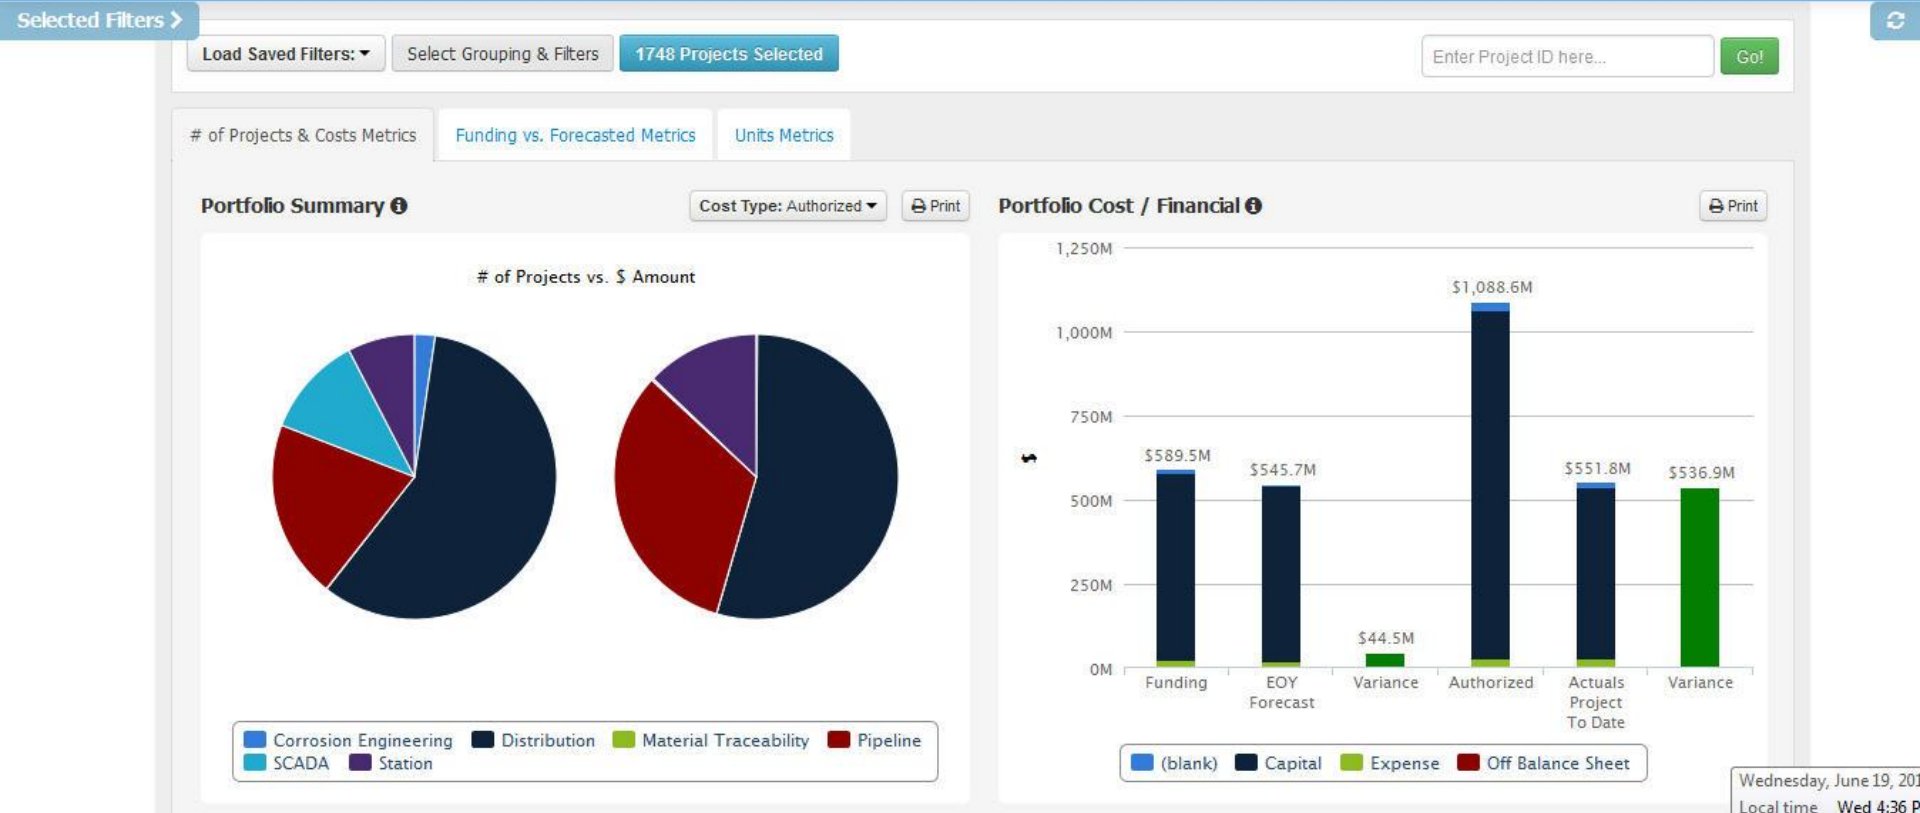 Selected Filters
Load Saved Filters: Select Grouping & Filters 1748 Projects Selected Enter Project ID here... Go!
# of Projects & Costs Metrics Funding vs. Forecasted Metrics Units Metrics
Portfolio Summary Cost Type: Authorized Print
# of Projects vs. $ Amount
Corrosion Engineering Distribution Material Traceability Pipeline
SCADA Station
Portfolio Cost / Financial Print
1,250M
$1,088.6M
1,000M
750M
$589.5M $545.7M $551.8M $536.9M
$
500M
250M
$44.5M
0M
Funding EOY Forecast Variance Authorized Actuals Project To Date Variance
(blank) Capital Expense Off Balance Sheet
Wednesday, June 19, 201
Local time Wed 4:36 P